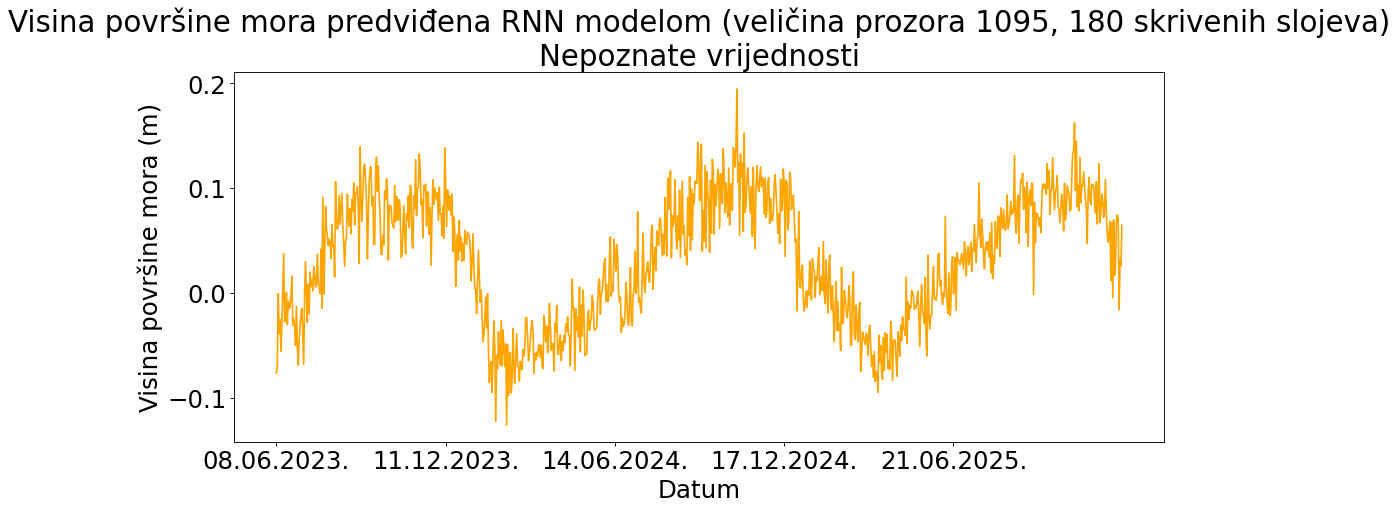 Visina površine mora predviđena RNN modelom (veličina prozora 1095, 180 skrivenih slojeva)
Nepoznate vrijednosti
Visina površine mora (m)
0.2
0.1
0.0
−0.1
08.06.2023. 11.12.2023. 14.06.2024. 17.12.2024. 21.06.2025.
Datum